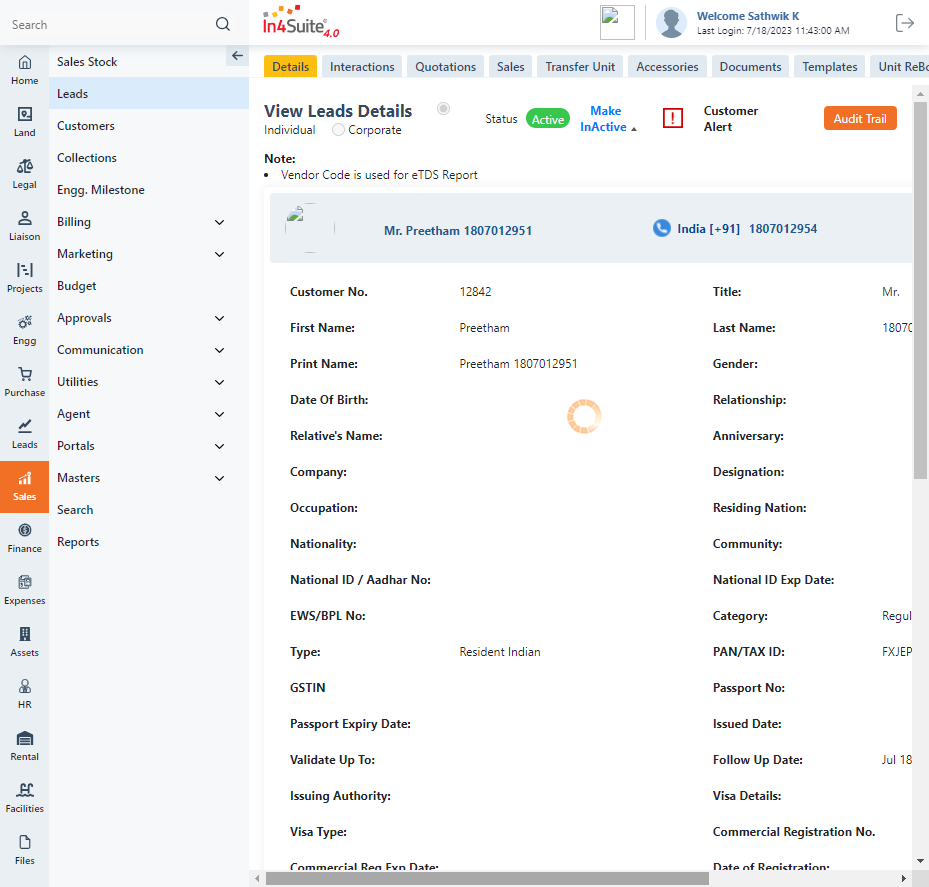 Search
In4Suite 4.0
Welcome Sathwik K
Last Login: 7/18/2023 11:43:00 AM
Home
Land
Legal
Liaison
Projects
Engg
Purchase
Leads
Sales
Finance
Expenses
Assets
HR
Rental
Facilities
Files
Sales Stock
Leads
Customers
Collections
Engg. Milestone
Billing
Marketing
Budget
Approvals
Communication
Utilities
Agent
Portals
Masters
Search
Reports
Details Interactions Quotations Sales Transfer Unit Accessories Documents Templates Unit ReBo
View Leads Details
Individual Corporate
Status Active Make InActive
Customer Alert
Audit Trail
Note:
• Vendor Code is used for eTDS Report
Mr. Preetham 1807012951 India [+91] 1807012954
Customer No. 12842 Title: Mr.
First Name: Preetham Last Name: 1807
Print Name: Preetham 1807012951 Gender:
Date Of Birth: Relationship:
Relative's Name: Anniversary:
Company: Designation:
Occupation: Residing Nation:
Nationality: Community:
National ID / Aadhar No: National ID Exp Date:
EWS/BPL No: Category: Regul
Type: Resident Indian PAN/TAX ID: FXJEP
GSTIN Passport No:
Passport Expiry Date: Issued Date:
Validate Up To: Follow Up Date: Jul 18
Issuing Authority: Visa Details:
Visa Type: Commercial Registration No.
Commercial Reg Exp Date: Date of Registration: